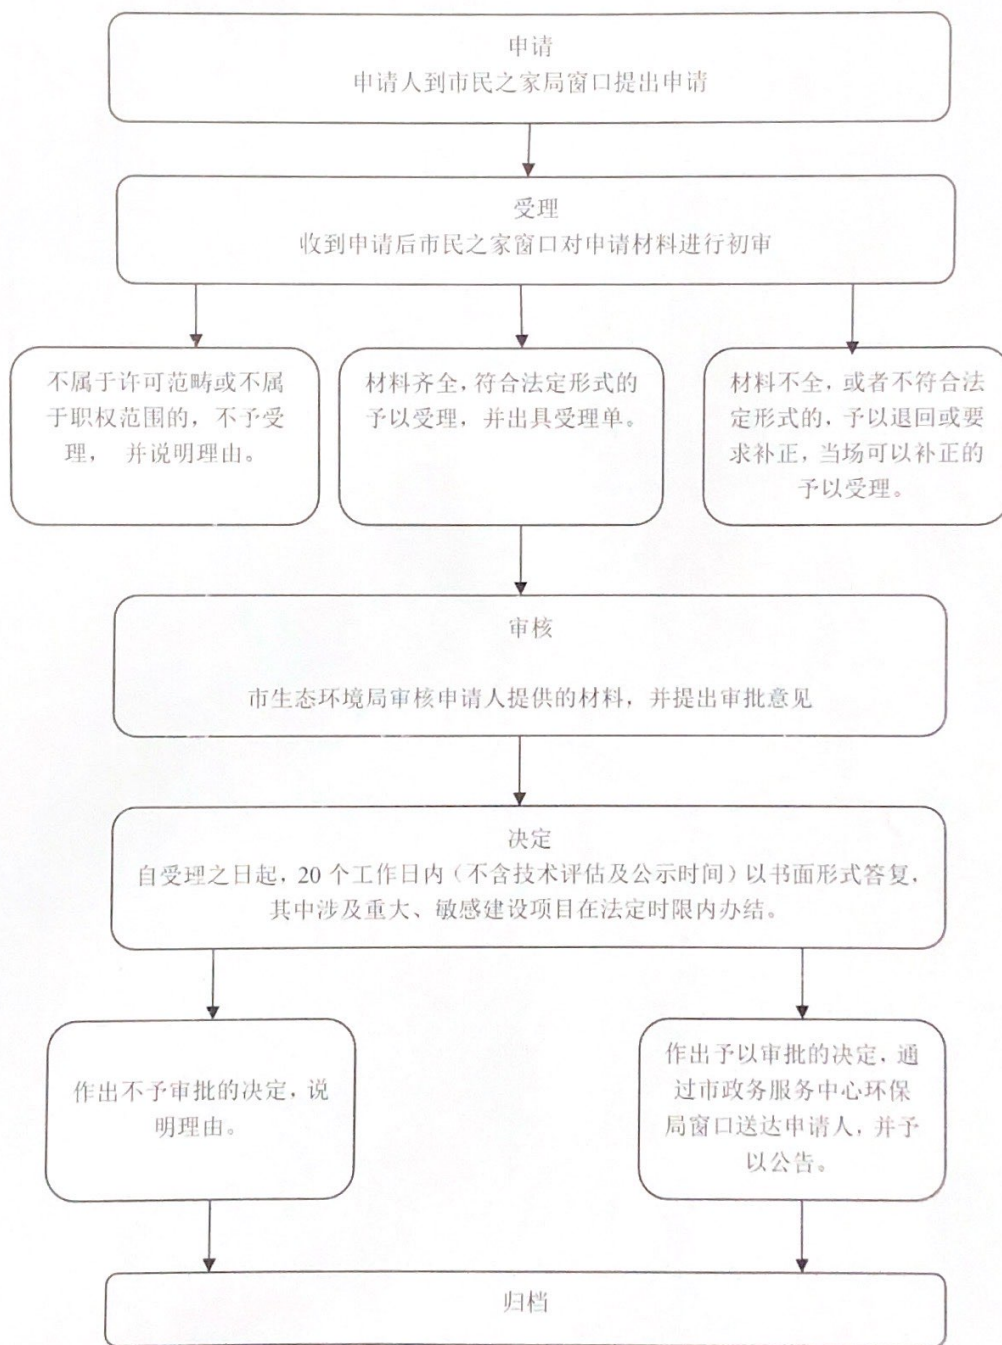 申请
申请人到市民之家局窗口提出申请
受理
收到申请后市民之家窗口对申请材料进行初审
不属于许可范畴或不属
于职权范围的，不予受
理， 并说明理由。
材料齐全，符合法定形式的
予以受理，并出具受理单。
材料不全，或者不符合法
定形式的，予以退回或要
求补正，当场可以补正的
予以受理。
审核
市生态环境局审核申请人提供的材料，并提出审批意见
决定
自受理之日起，20 个工作日内（不含技术评估及公示时间）以书面形式答复，
其中涉及重大、敏感建设项目在法定时限内办结。
作出不予审批的决定，说
明理由。
作出予以审批的决定，通
过市政务服务中心环保
局窗口送达申请人，并予
以公告。
归档